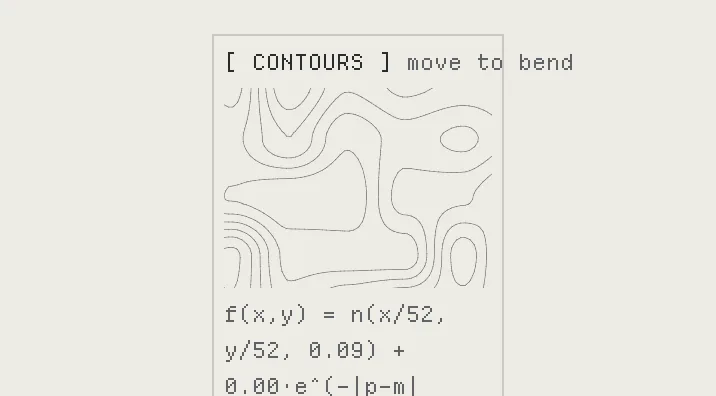 [ CONTOURS ] move to bend
f(x,y) = n(x/52,
y/52, 0.09) +
0.00·e^(-|p-m|